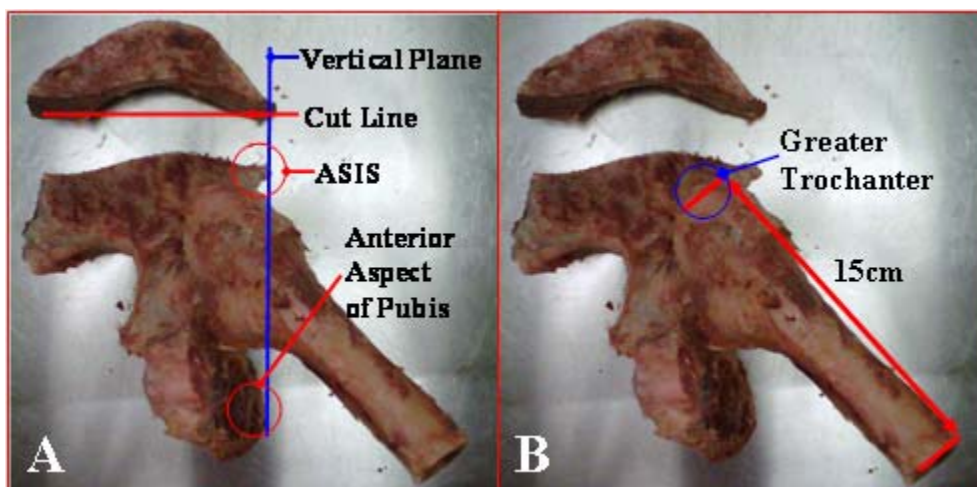 Vertical Plane
Cut Line
ASIS
Anterior
Aspect
of Pubis
A
Greater
Trochanter
15cm
B